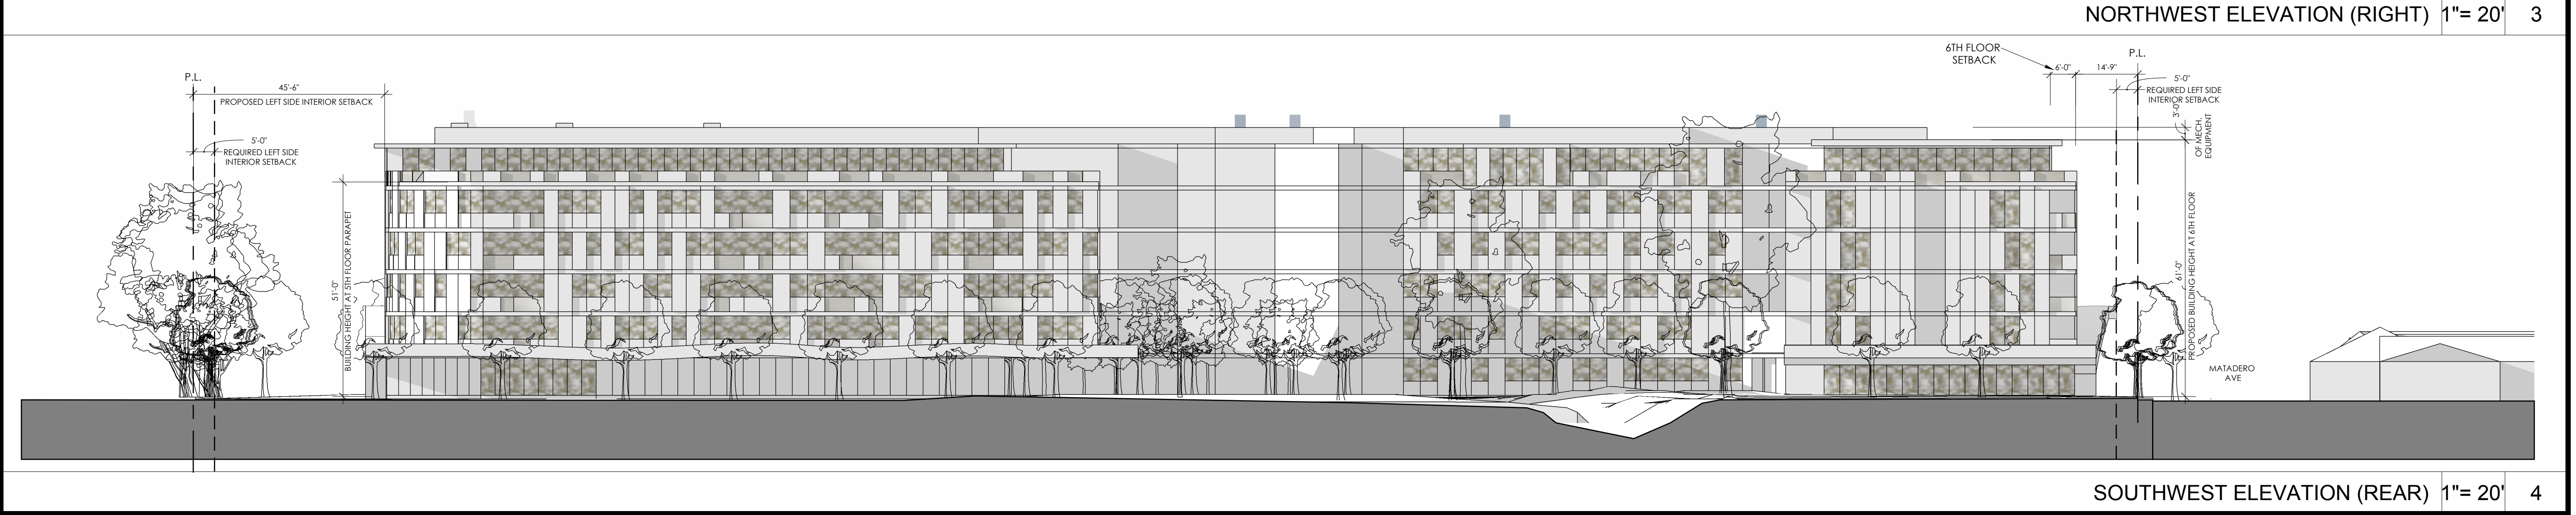 NORTHWEST ELEVATION (RIGHT) 1"= 20' 3
6TH FLOOR
SETBACK
P.L.
P.L.
6'-0"
14'-9"
5'-0"
REQUIRED LEFT SIDE
INTERIOR SETBACK
45'-6"
PROPOSED LEFT SIDE INTERIOR SETBACK
5'-0"
REQUIRED LEFT SIDE
INTERIOR SETBACK
3'-0"
OF MECH.
EQUIPMENT
51'-0"
BUILDING HEIGHT AT 5TH FLOOR PARAPET
61'-0"
PROPOSED BUILDING HEIGHT AT 6TH FLOOR
MATADERO
AVE
SOUTHWEST ELEVATION (REAR) 1"= 20' 4